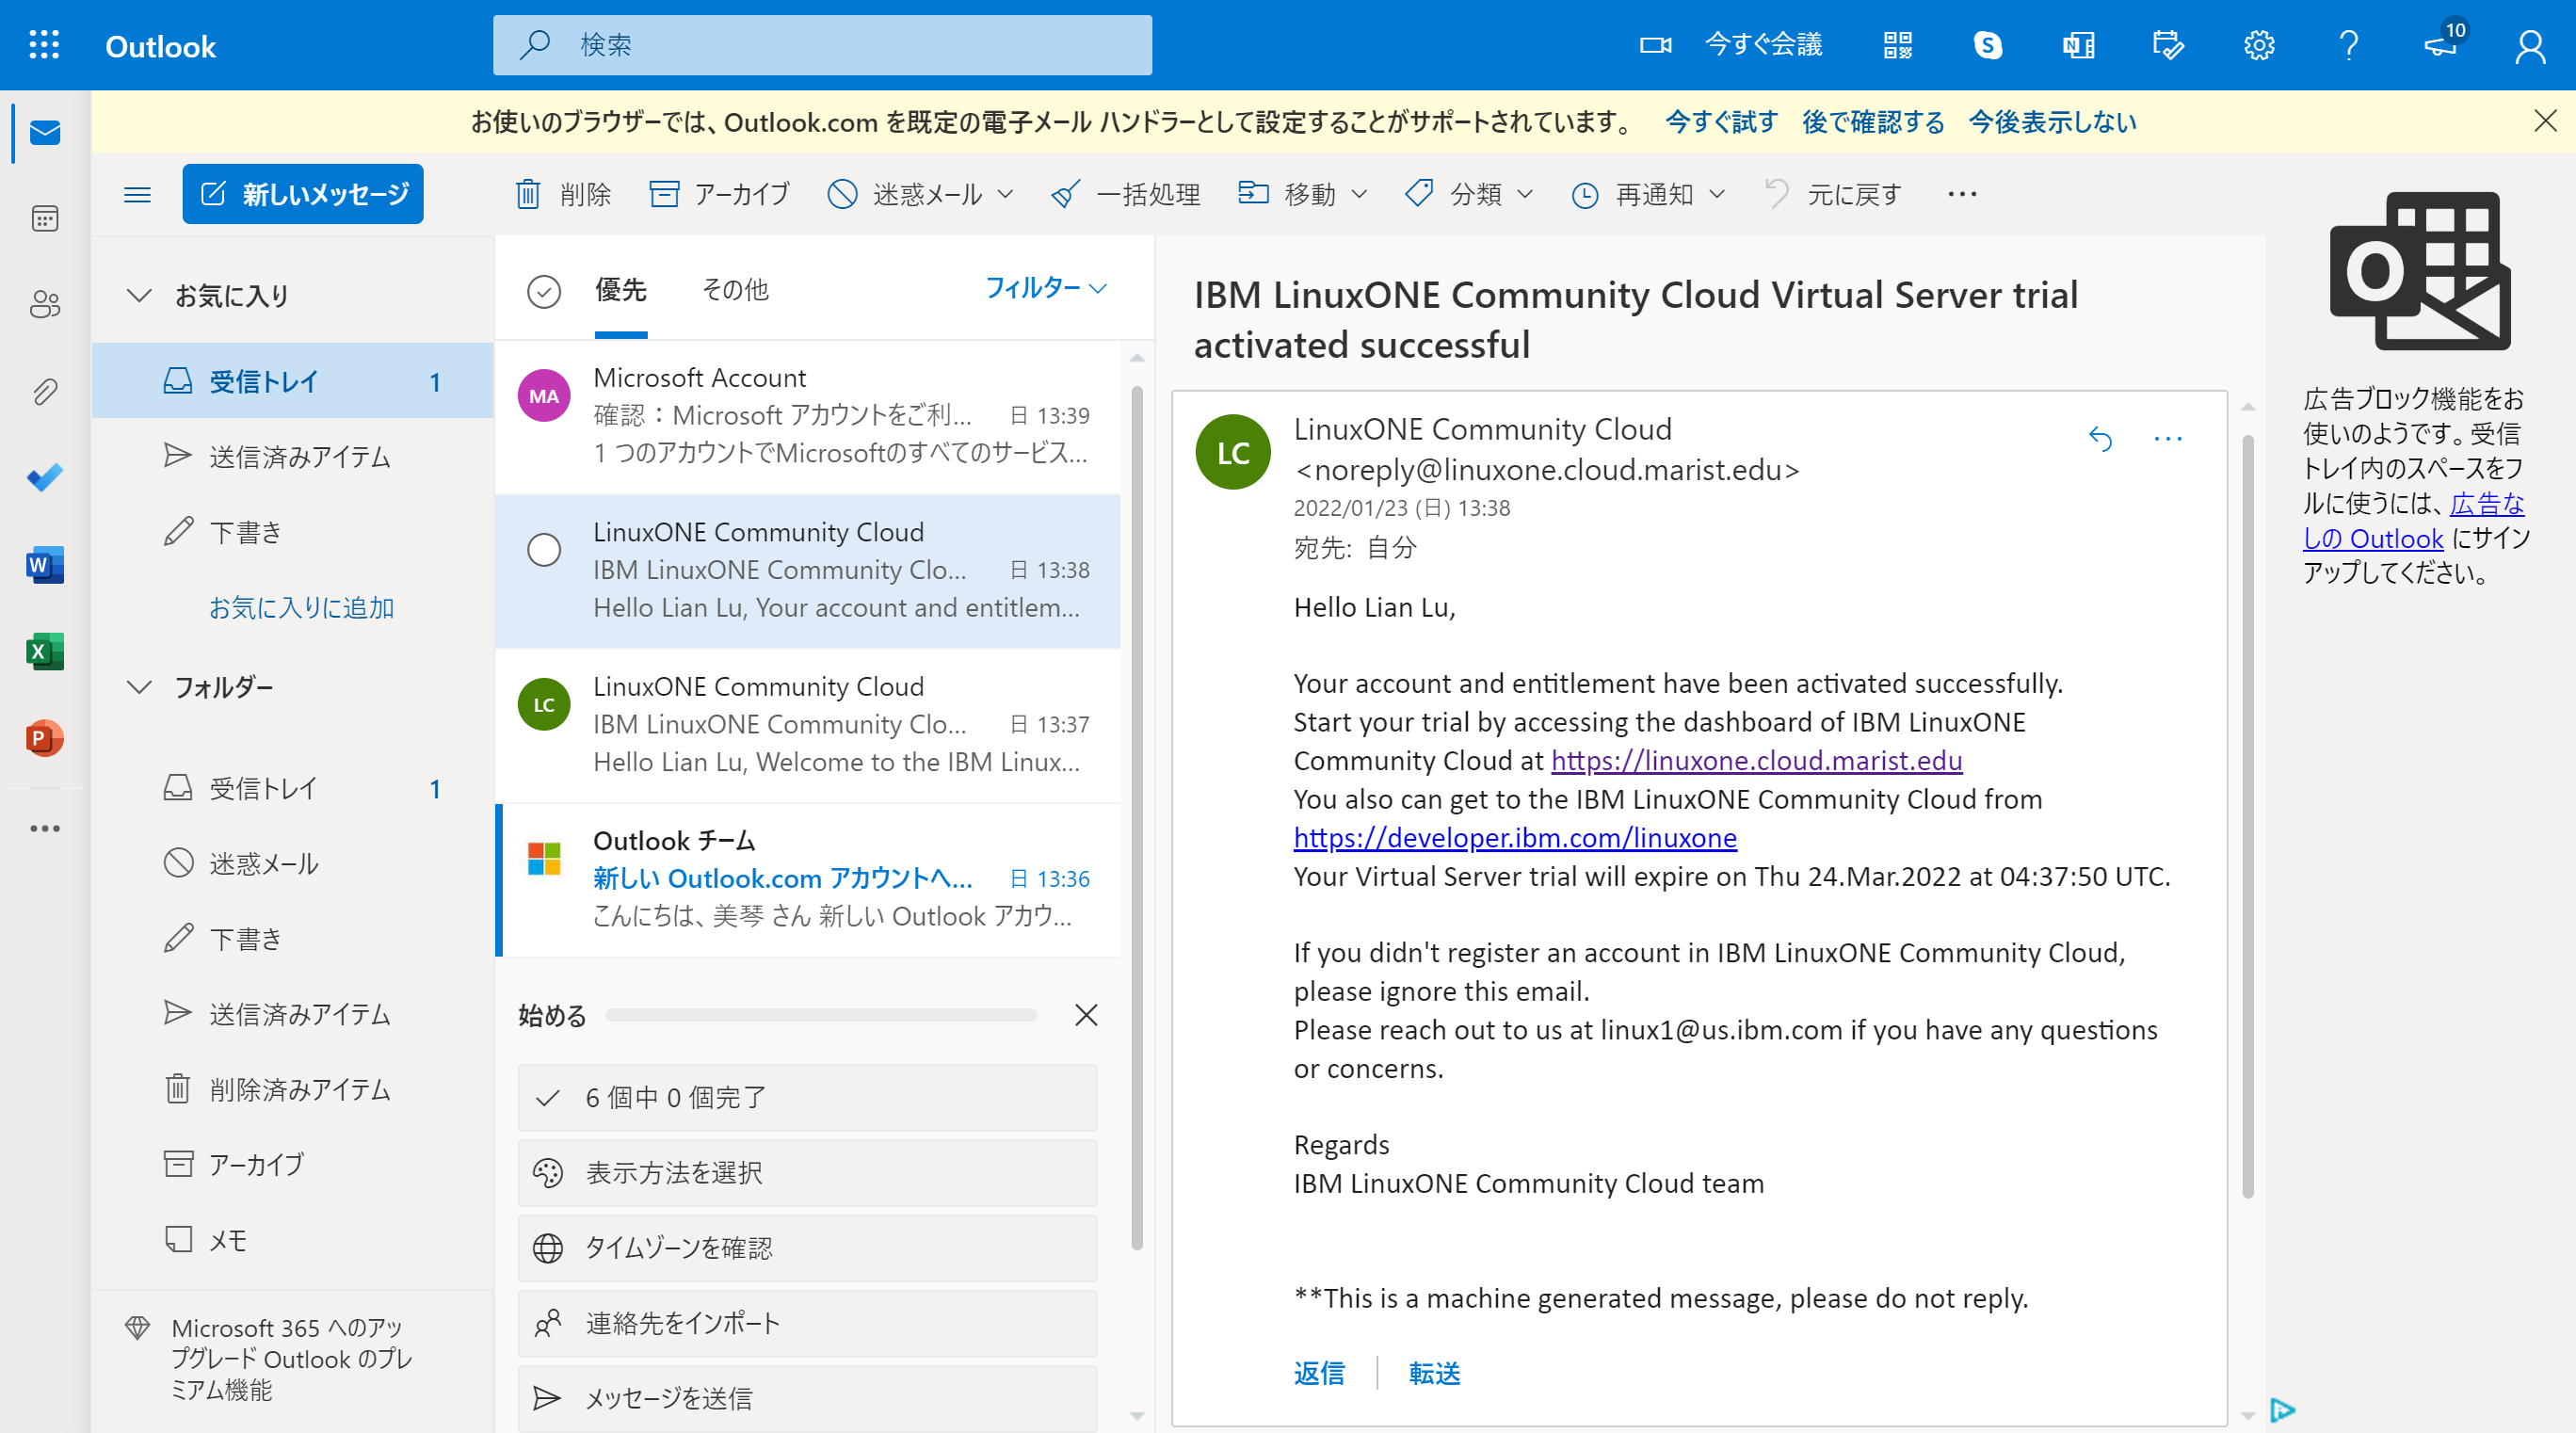 Outlook
検索
今すぐ会議
10
お使いのブラウザーでは、Outlook.com を既定の電子メール ハンドラーとして設定することがサポートされています。 今すぐ試す 後で確認する 今後表示しない
新しいメッセージ
削除 アーカイブ 迷惑メール 一括処理 移動 分類 再通知 元に戻す
お気に入り
受信トレイ 1
送信済みアイテム
下書き
お気に入りに追加
フォルダー
受信トレイ 1
迷惑メール
下書き
送信済みアイテム
削除済みアイテム
アーカイブ
メモ
Microsoft 365 へのアッ
プグレード Outlook のプレ
ミアム機能
優先 その他 フィルター
MA
Microsoft Account
確認：Microsoft アカウントをご利... 日 13:39
1 つのアカウントでMicrosoftのすべてのサービス...
LinuxONE Community Cloud
IBM LinuxONE Community Clo... 日 13:38
Hello Lian Lu, Your account and entitlem...
LC
LinuxONE Community Cloud
IBM LinuxONE Community Clo... 日 13:37
Hello Lian Lu, Welcome to the IBM Linux...
Outlook チーム
新しい Outlook.com アカウントへ... 日 13:36
こんにちは、美琴 さん 新しい Outlook アカウ...
始める
6 個中 0 個完了
表示方法を選択
タイムゾーンを確認
連絡先をインポート
メッセージを送信
IBM LinuxONE Community Cloud Virtual Server trial
activated successful
LC
LinuxONE Community Cloud
<noreply@linuxone.cloud.marist.edu>
2022/01/23 (日) 13:38
宛先: 自分
Hello Lian Lu,
Your account and entitlement have been activated successfully.
Start your trial by accessing the dashboard of IBM LinuxONE
Community Cloud at https://linuxone.cloud.marist.edu
You also can get to the IBM LinuxONE Community Cloud from
https://developer.ibm.com/linuxone
Your Virtual Server trial will expire on Thu 24.Mar.2022 at 04:37:50 UTC.
If you didn't register an account in IBM LinuxONE Community Cloud,
please ignore this email.
Please reach out to us at linux1@us.ibm.com if you have any questions
or concerns.
Regards
IBM LinuxONE Community Cloud team
**This is a machine generated message, please do not reply.
返信 転送
広告ブロック機能をお
使いのようです。受信
トレイ内のスペースをフ
ルに使うには、広告な
しの Outlook にサイン
アップしてください。